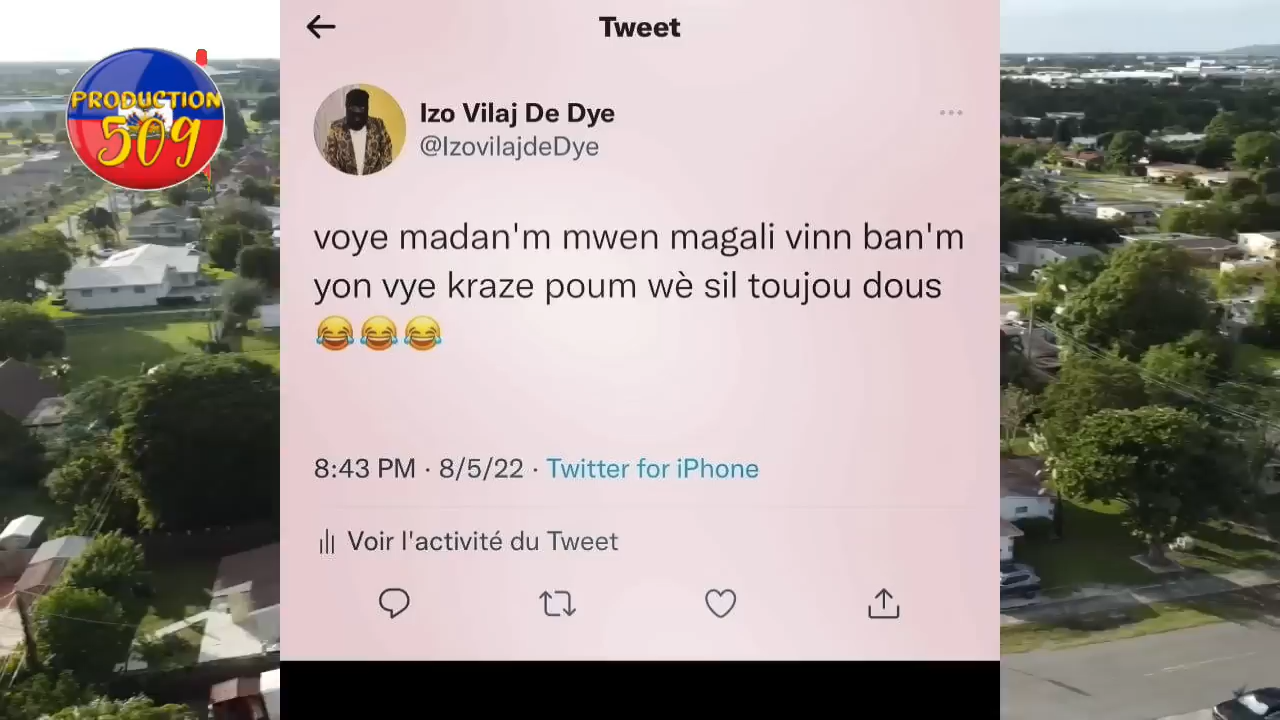 PRODUCTION
509
Tweet
Izo Vilaj De Dye
@IzovilajdeDye
voye madan'm mwen magali vinn ban'm
yon vye kraze poum wè sil toujou dous
😂😂😂
8:43 PM · 8/5/22 · Twitter for iPhone
Voir l'activité du Tweet